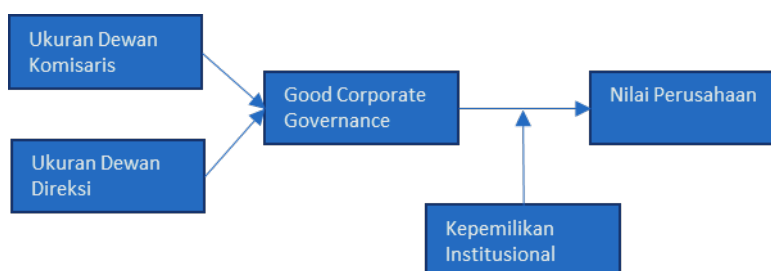 Ukuran Dewan
Komisaris
Good Corporate
Governance
Nilai Perusahaan
Ukuran Dewan
Direksi
Kepemilikan
Institusional